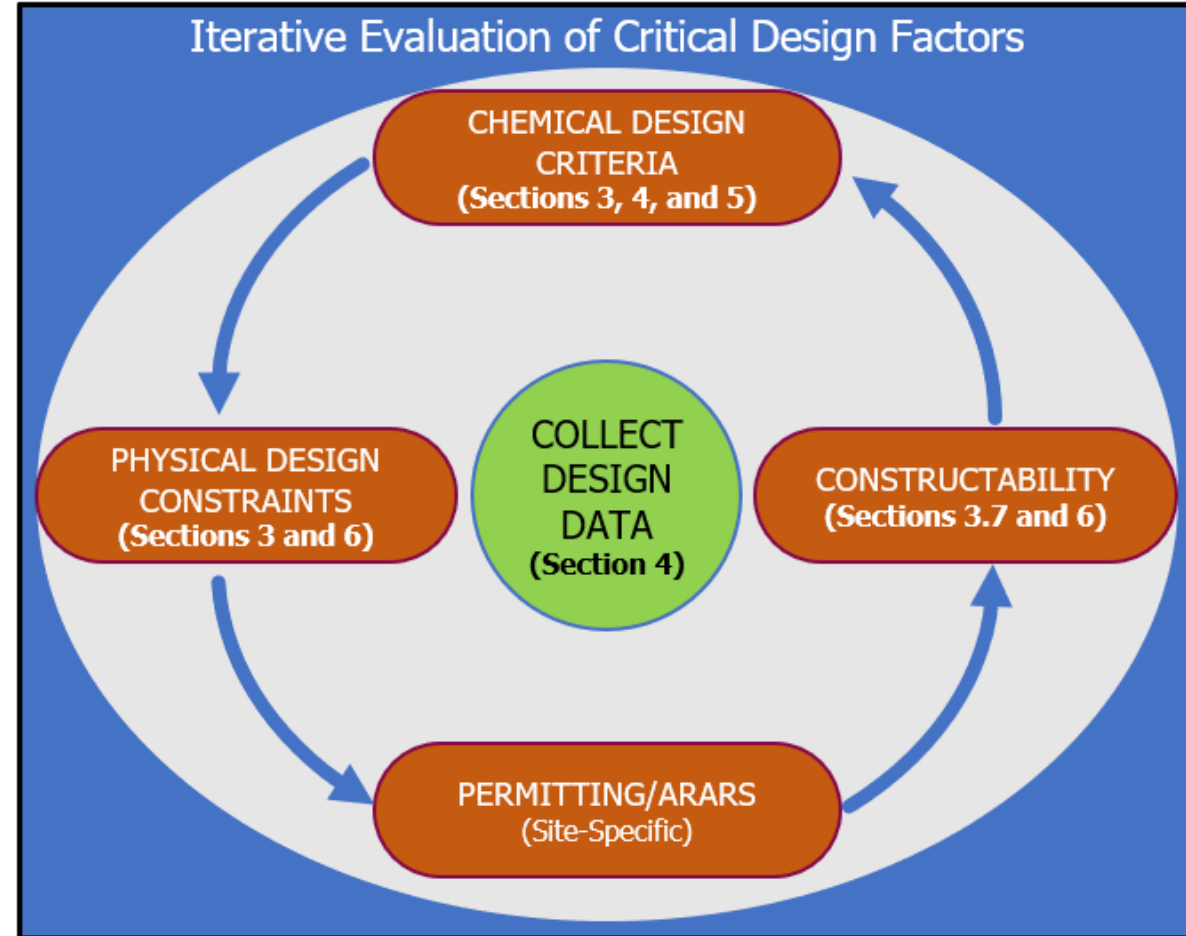 Iterative Evaluation of Critical Design Factors
CHEMICAL DESIGN
CRITERIA
(Sections 3, 4, and 5)
PHYSICAL DESIGN
CONSTRAINTS
(Sections 3 and 6)
COLLECT
DESIGN
DATA
(Section 4)
CONSTRUCTABILITY
(Sections 3.7 and 6)
PERMITTING/ARARS
(Site-Specific)